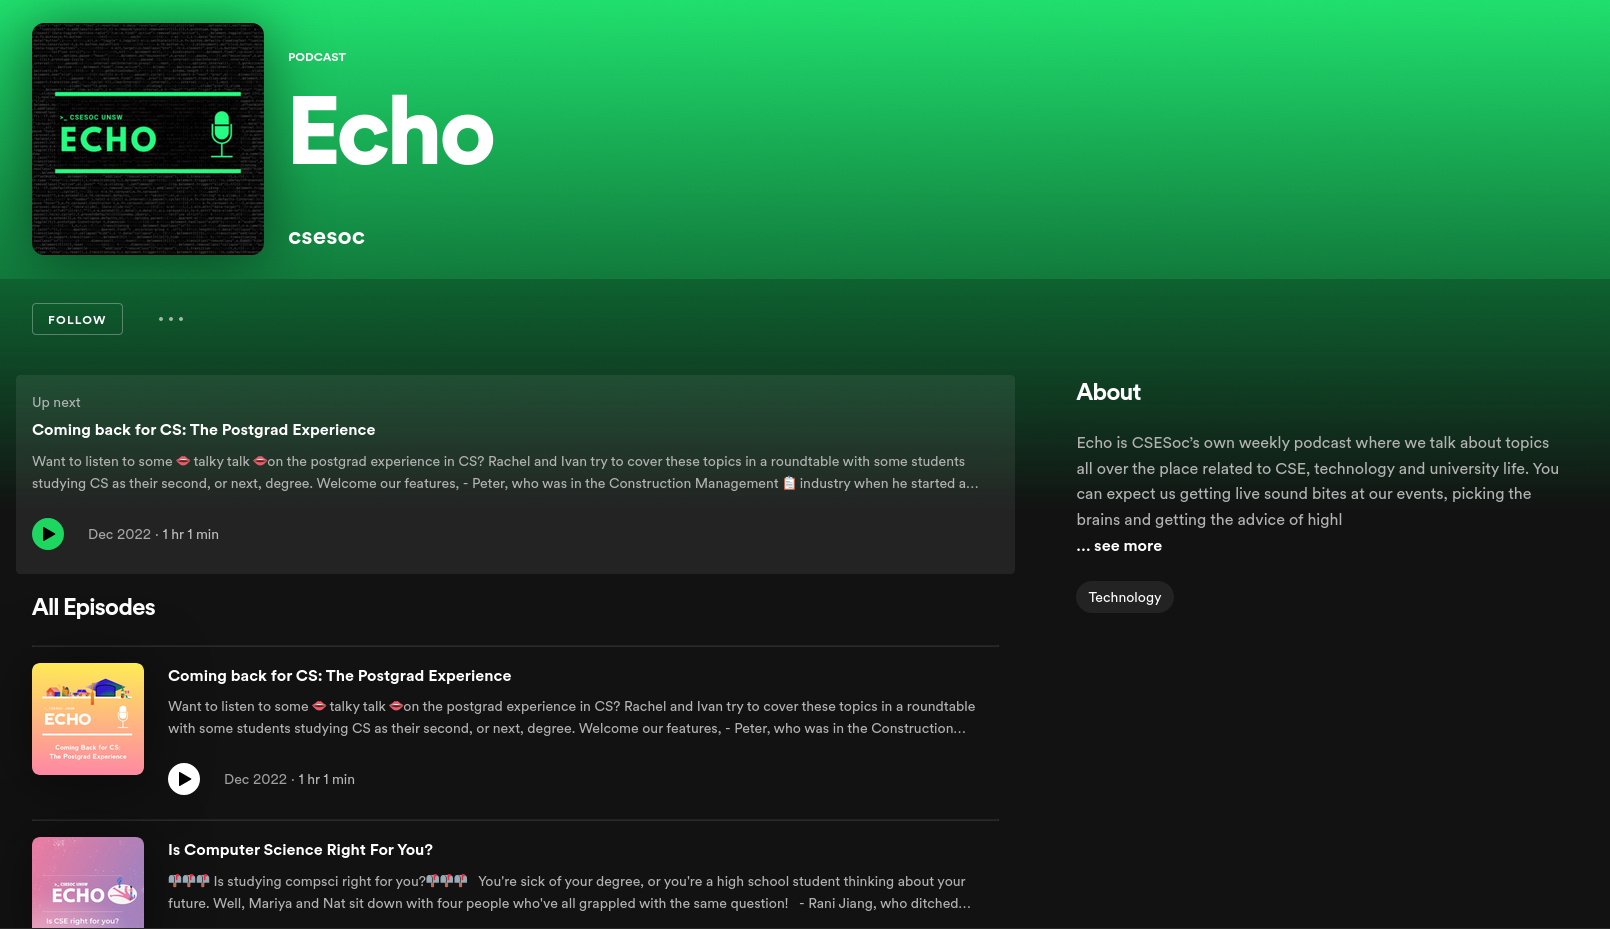 PODCAST
Echo
csesoc
>_ CSESOC UNSW
ECHO
FOLLOW
Up next
Coming back for CS: The Postgrad Experience
Want to listen to some 👄 talky talk 👄on the postgrad experience in CS? Rachel and Ivan try to cover these topics in a roundtable with some students
studying CS as their second, or next, degree. Welcome our features, - Peter, who was in the Construction Management 📋 industry when he started a...
Dec 2022 · 1 hr 1 min
About
Echo is CSESoc’s own weekly podcast where we talk about topics
all over the place related to CSE, technology and university life. You
can expect us getting live sound bites at our events, picking the
brains and getting the advice of highl
... see more
Technology
All Episodes
Coming back for CS: The Postgrad Experience
Want to listen to some 👄 talky talk 👄on the postgrad experience in CS? Rachel and Ivan try to cover these topics in a roundtable
with some students studying CS as their second, or next, degree. Welcome our features, - Peter, who was in the Construction...
Dec 2022 · 1 hr 1 min
ECHO
Coming Back for CS:
The Postgrad Experience
Is Computer Science Right For You?
📬📬📬 Is studying compsci right for you?📬📬📬 You're sick of your degree, or you're a high school student thinking about your
future. Well, Mariya and Nat sit down with four people who've all grappled with the same question! - Rani Jiang, who ditched...
>_ CSESOC UNSW
ECHO
Is CSE right for you?